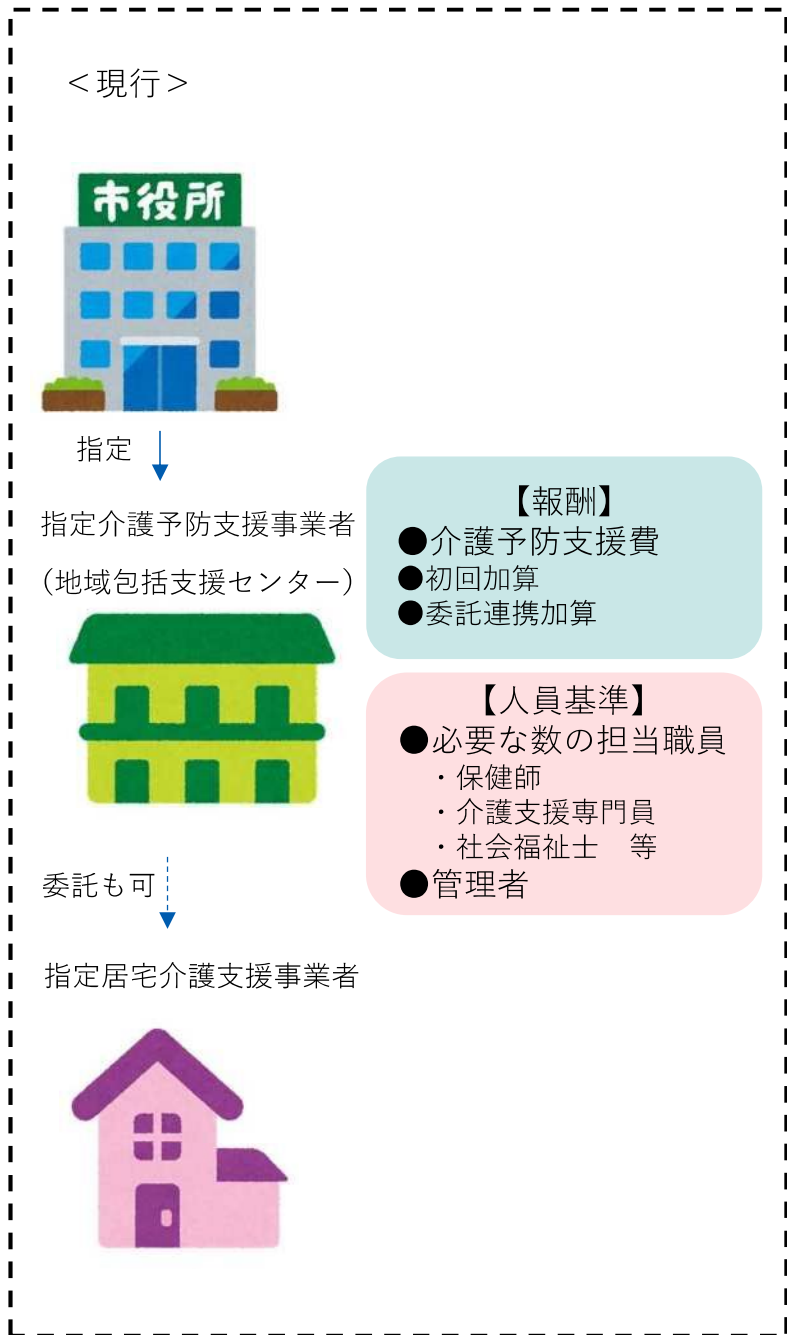 ＜現行＞
市役所
指定
指定介護予防支援事業者
（地域包括支援センター）
【報酬】
●介護予防支援費
●初回加算
●委託連携加算
【人員基準】
●必要な数の担当職員
・保健師
・介護支援専門員
・社会福祉士　等
●管理者
委託も可
指定居宅介護支援事業者